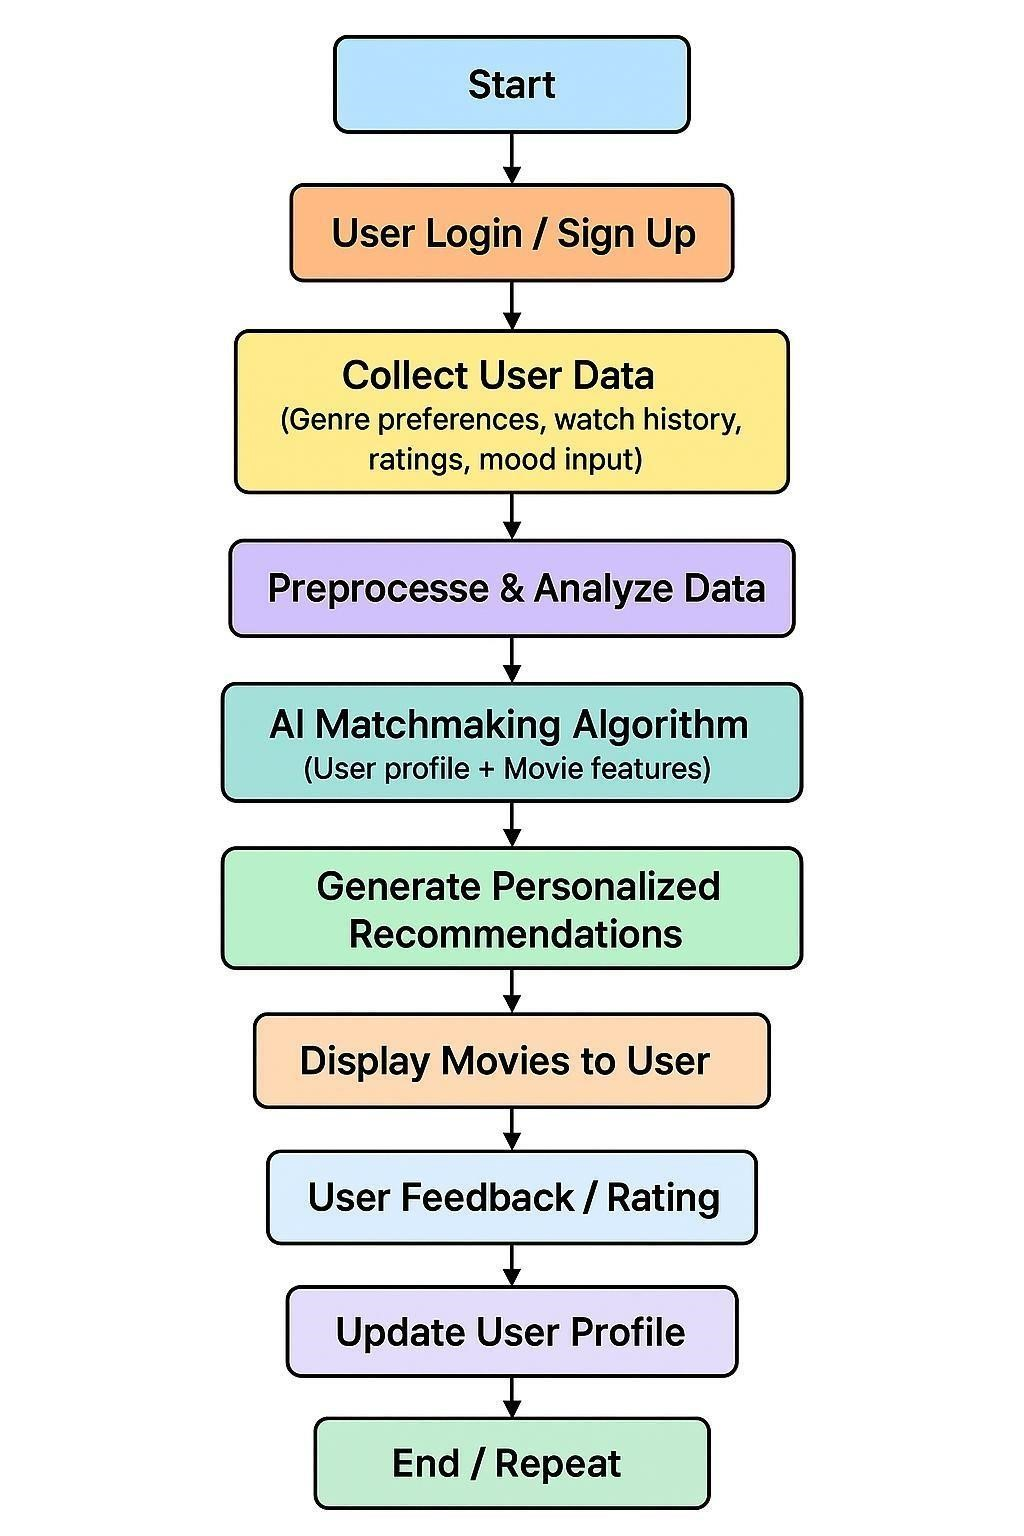 Start
User Login / Sign Up
Collect User Data
(Genre preferences, watch history,
ratings, mood input)
Preprocesse & Analyze Data
AI Matchmaking Algorithm
(User profile + Movie features)
Generate Personalized
Recommendations
Display Movies to User
User Feedback / Rating
Update User Profile
End / Repeat